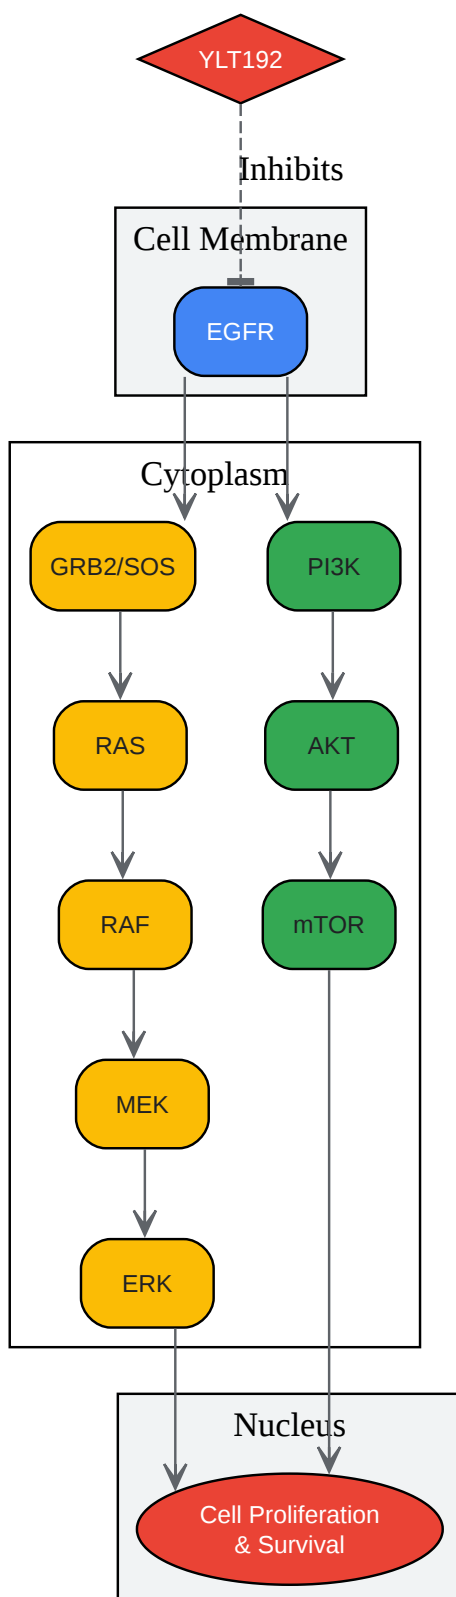 YLT192
Inhibits
Cell Membrane
EGFR
Cytoplasm
GRB2/SOS
PI3K
RAS
AKT
RAF
mTOR
MEK
ERK
Nucleus
Cell Proliferation
& Survival